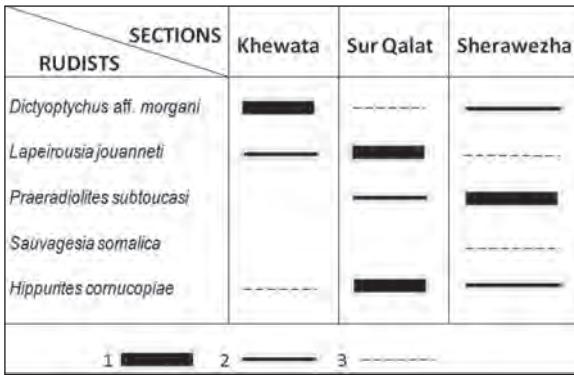 SECTIONS
RUDISTS
Khewata Sur Qalat Sherawezha
Dictyoptychus aff. morgani
Lapeirousia jouanneti
Praeradiolites subtoucasi
Sauvagesia somalica
Hippurites cornucopiae
1 2 3